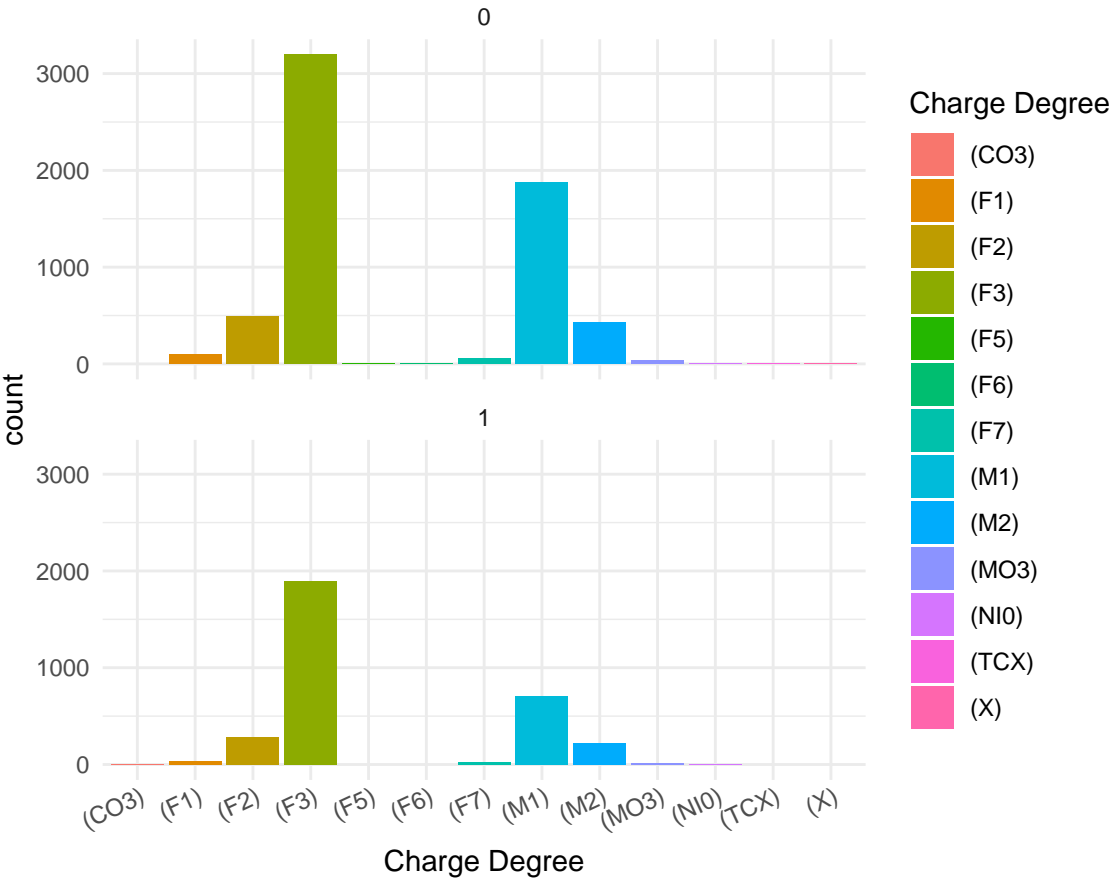 0
3000
2000
1000
0
count
1
3000
2000
1000
0
(CO3)
(F1)
(F2)
(F3)
(F5)
(F6)
(F7)
(M1)
(M2)
(MO3)
(NI0)
(TCX)
(X)
Charge Degree
Charge Degree
(CO3)
(F1)
(F2)
(F3)
(F5)
(F6)
(F7)
(M1)
(M2)
(MO3)
(NI0)
(TCX)
(X)